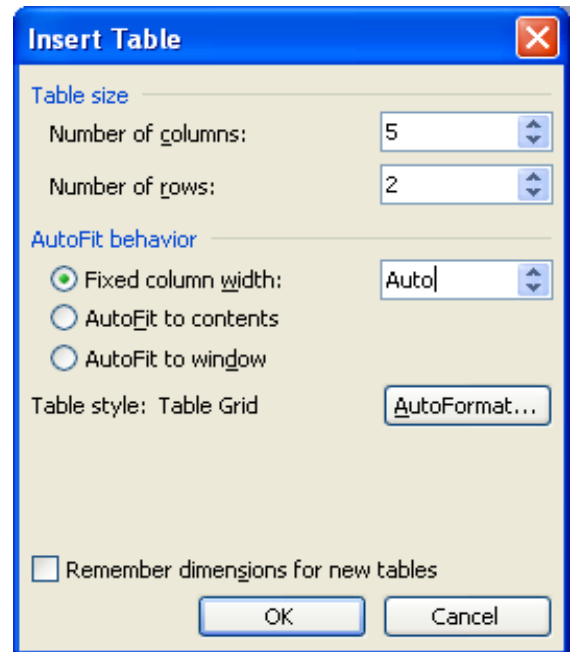 Insert Table
Table size
Number of columns: 5
Number of rows: 2
AutoFit behavior
Fixed column width: Auto
AutoFit to contents
AutoFit to window
Table style: Table Grid AutoFormat...
Remember dimensions for new tables
OK Cancel